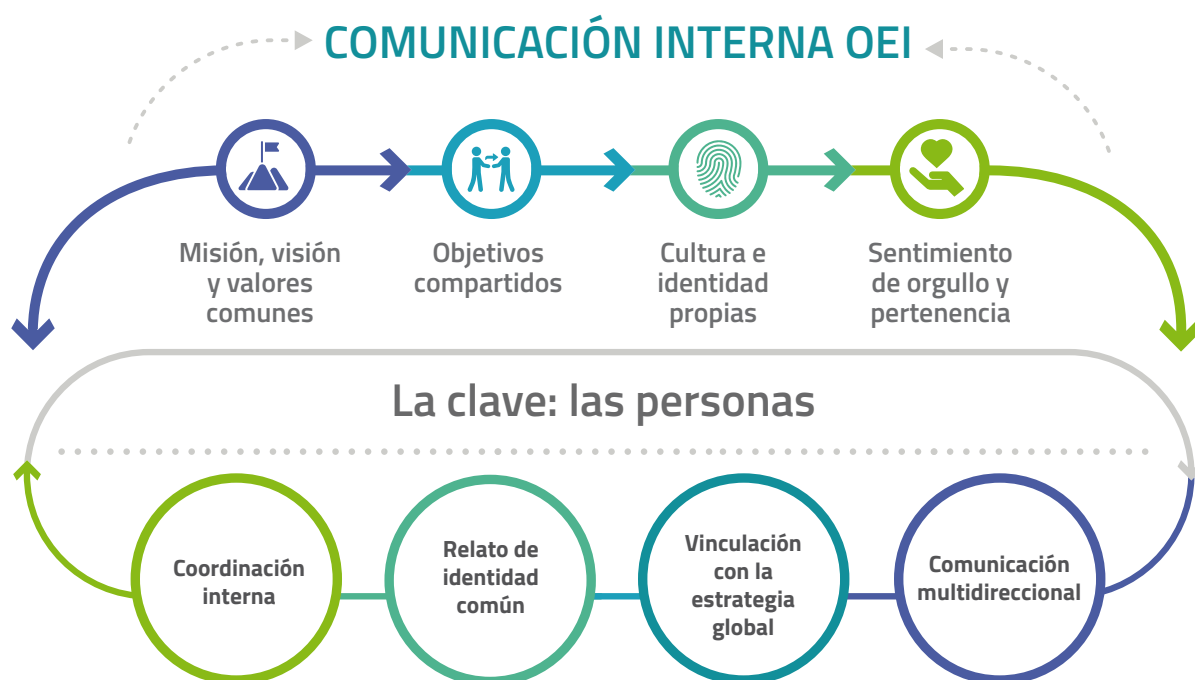 COMUNICACIÓN INTERNA OEI
Misión, visión
y valores
comunes
Objetivos
compartidos
Cultura e
identidad
propias
Sentimiento
de orgullo y
pertenencia
La clave: las personas
Coordinación
interna
Relato de
identidad
común
Vinculación
con la
estrategia
global
Comunicación
multidireccional